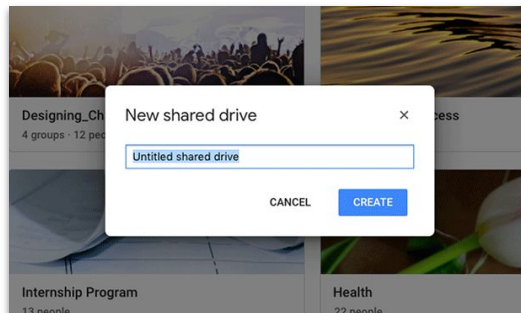 New shared drive
Untitled shared drive
CANCEL CREATE
Designing_Ch
cess
4 groups · 12 peo
Internship Program
Health
13 people
22 people